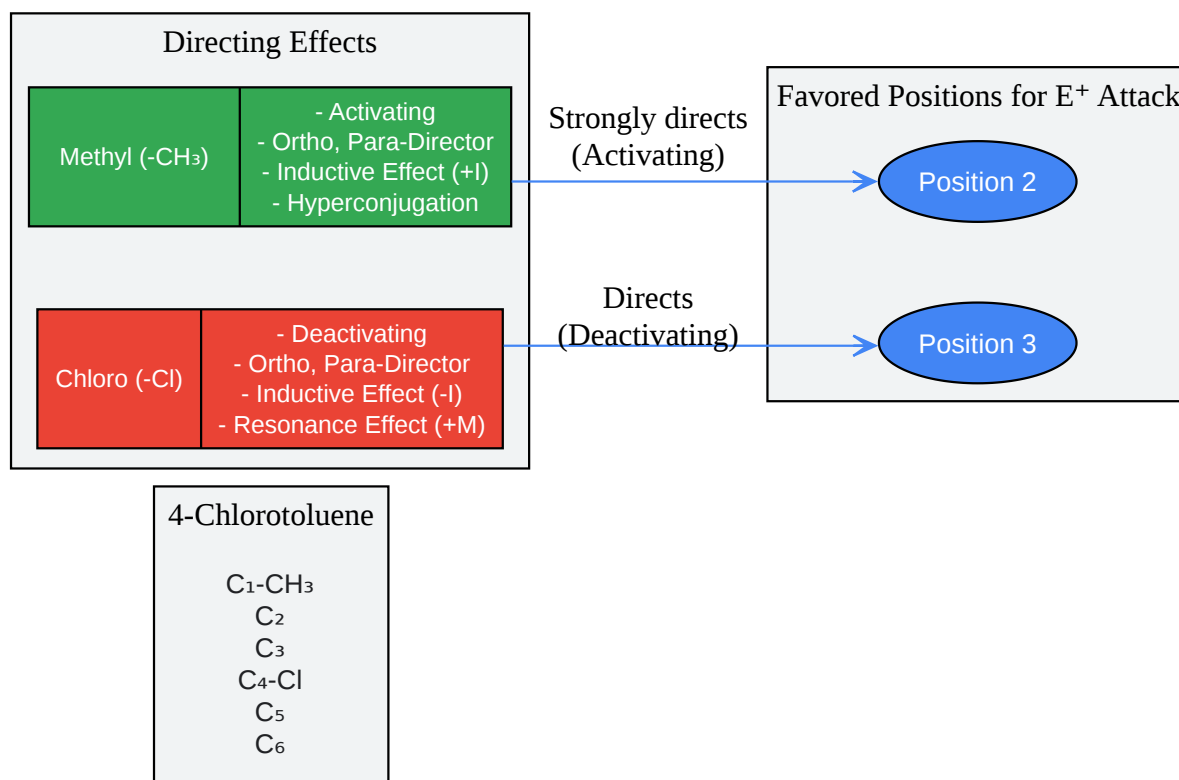 Directing Effects
Methyl (-CH₃)
- Activating
- Ortho, Para-Director
- Inductive Effect (+I)
- Hyperconjugation
Strongly directs
(Activating)
Favored Positions for E⁺ Attack
Position 2
Chloro (-Cl)
- Deactivating
- Ortho, Para-Director
- Inductive Effect (-I)
- Resonance Effect (+M)
Directs
(Deactivating)
Position 3
4-Chlorotoluene
C₁-CH₃
C₂
C₃
C₄-Cl
C₅
C₆